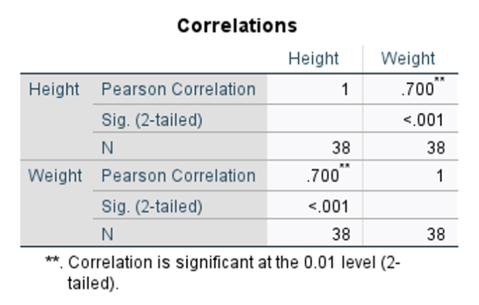 Correlations
Height Weight
Height Pearson Correlation 1 .700**
Sig. (2-tailed) <.001
N 38 38
Weight Pearson Correlation .700** 1
Sig. (2-tailed) <.001
N 38 38
**. Correlation is significant at the 0.01 level (2-
tailed).